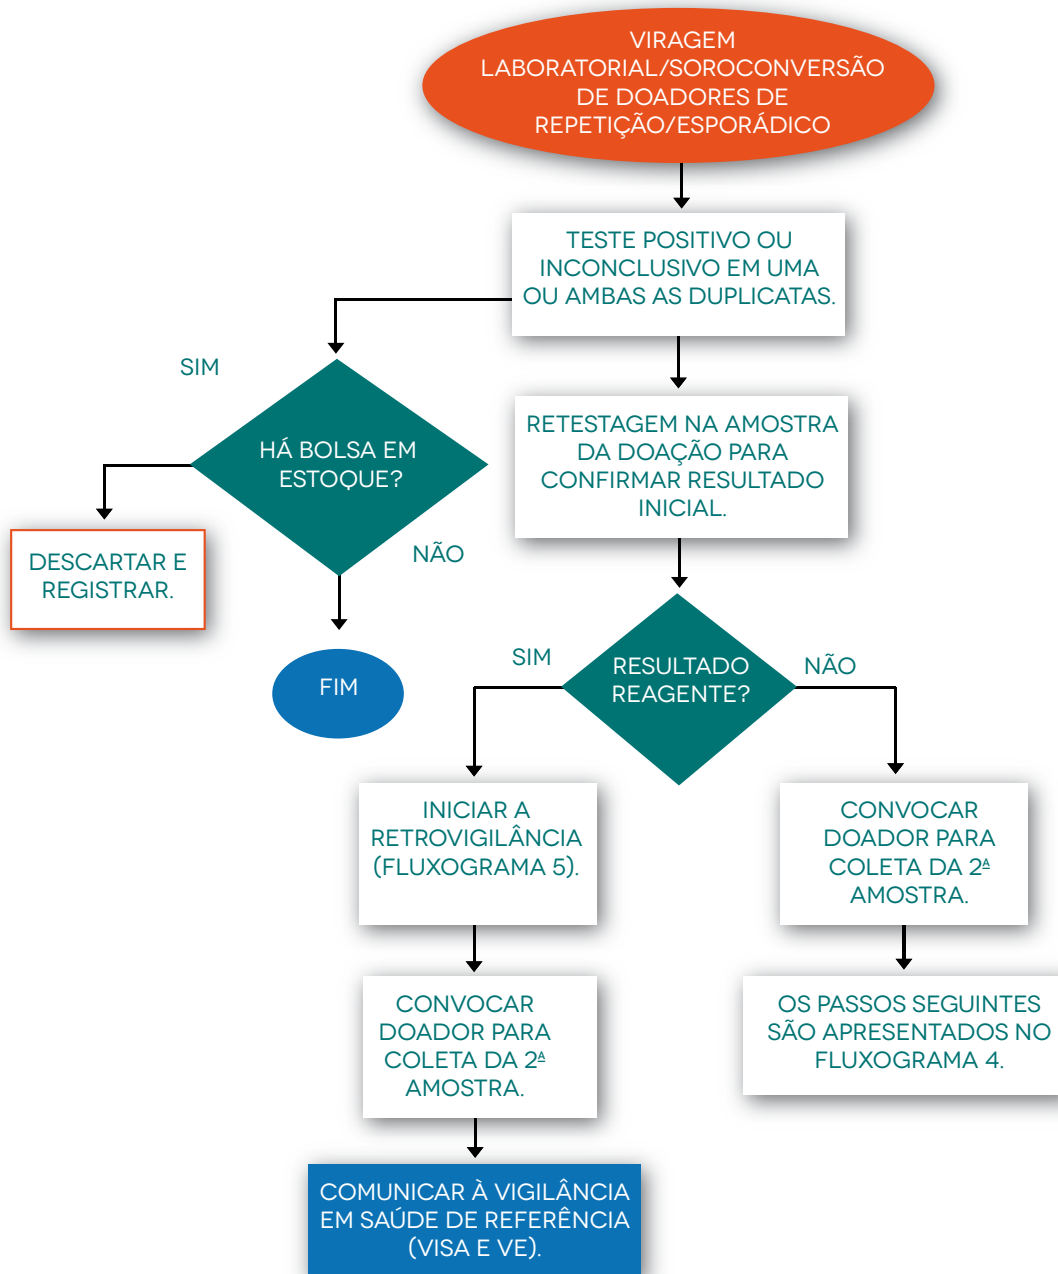 VIRAGEM
LABORATORIAL/SOROCONVERSÃO
DE DOADORES DE
REPETIÇÃO/ESPORÁDICO
TESTE POSITIVO OU
INCONCLUSIVO EM UMA
OU AMBAS AS DUPLICATAS.
SIM
HÁ BOLSA EM
ESTOQUE?
NÃO
DESCARTAR E
REGISTRAR.
FIM
RETESTAGEM NA AMOSTRA
DA DOAÇÃO PARA
CONFIRMAR RESULTADO
INICIAL.
SIM
RESULTADO
REAGENTE?
NÃO
INICIAR A
RETROVIGILÂNCIA
(FLUXOGRAMA 5).
CONVOCAR
DOADOR PARA
COLETA DA 2ª
AMOSTRA.
CONVOCAR
DOADOR PARA
COLETA DA 2ª
AMOSTRA.
OS PASSOS SEGUINTES
SÃO APRESENTADOS NO
FLUXOGRAMA 4.
COMUNICAR À VIGILÂNCIA
EM SAÚDE DE REFERÊNCIA
(VISA E VE).